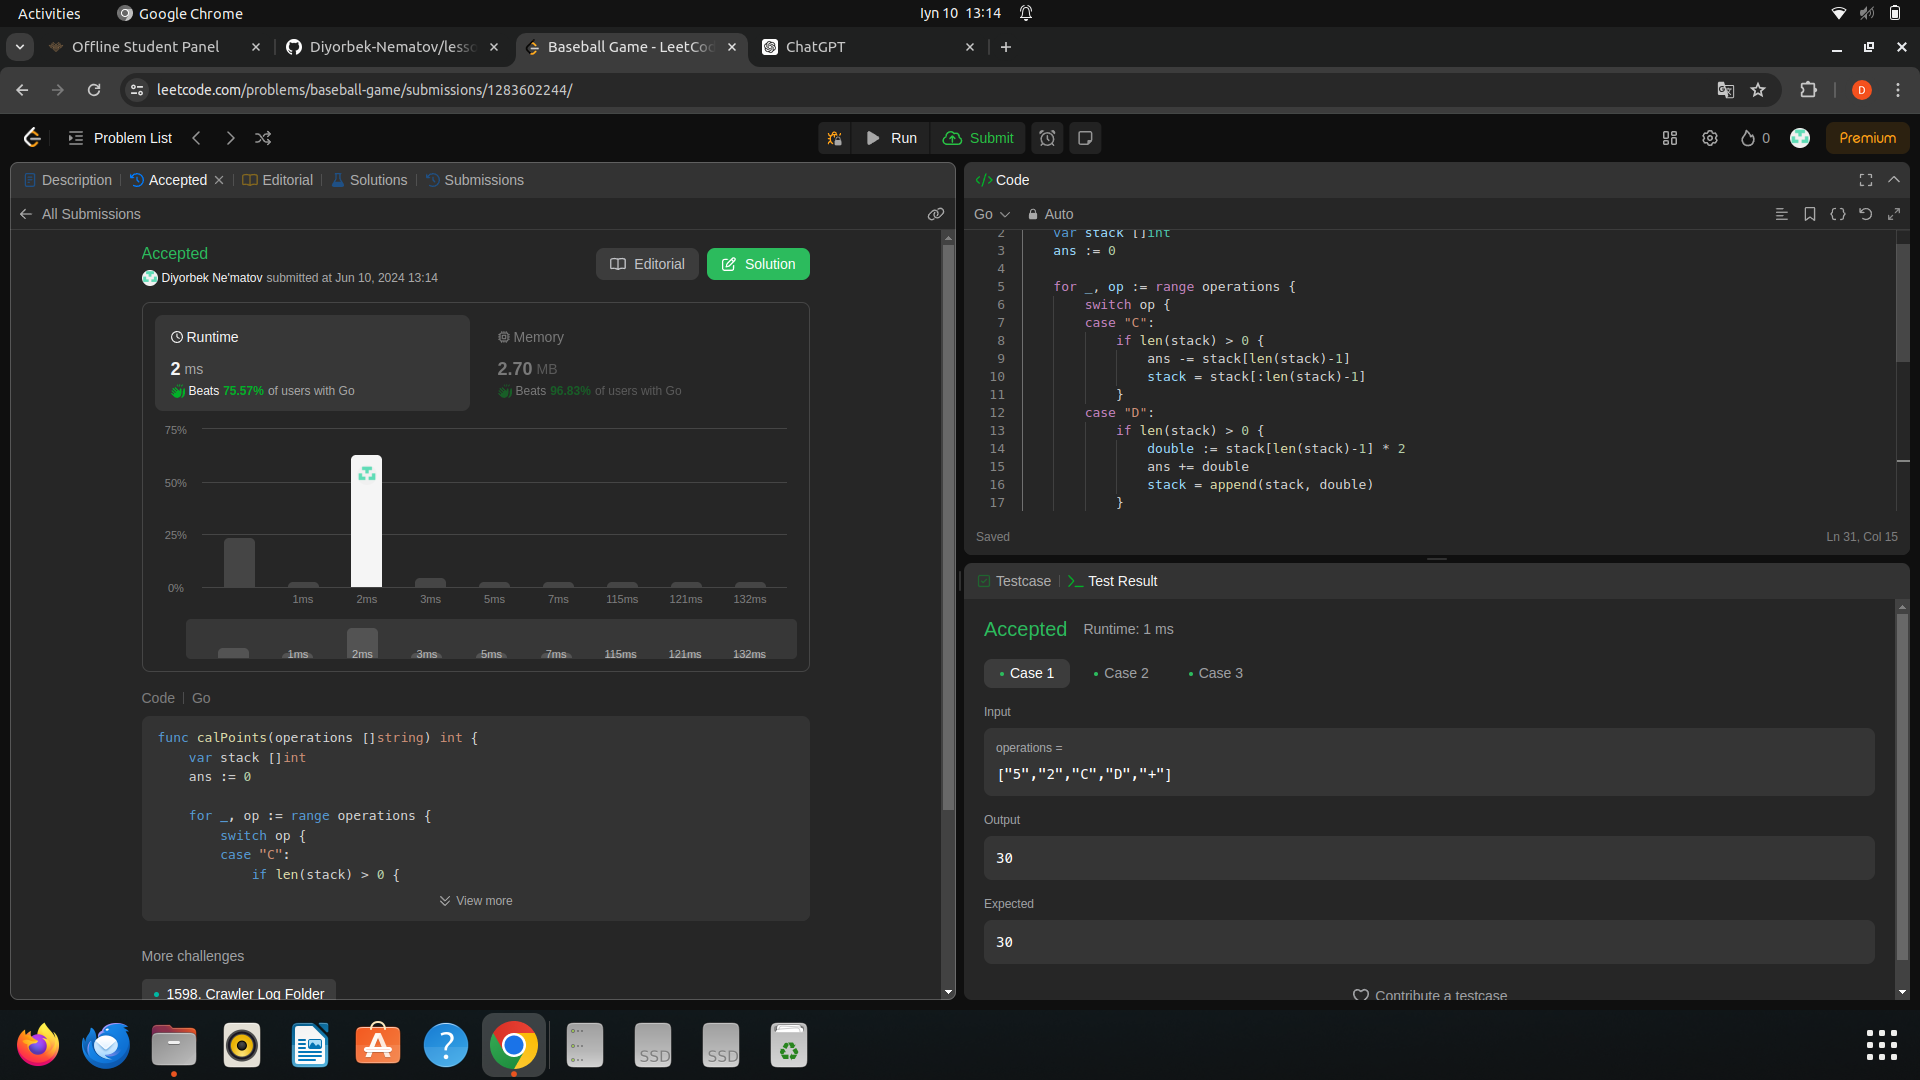 Activities
Google Chrome
Iyn 10 13:14
Offline Student Panel
Diyorbek-Nematov/lesso
Baseball Game - LeetCod
ChatGPT
leetcode.com/problems/baseball-game/submissions/1283602244/
D
Problem List
Run
Submit
0
Premium
Description
Accepted
Editorial
Solutions
Submissions
All Submissions
Accepted
Diyorbek Ne'matov submitted at Jun 10, 2024 13:14
Editorial
Solution
Runtime
2 ms
Beats 75.57% of users with Go
Memory
2.70 MB
Beats 96.83% of users with Go
75%
50%
25%
0%
1ms 2ms 3ms 5ms 7ms 115ms 121ms 132ms
1ms 2ms 3ms 5ms 7ms 115ms 121ms 132ms
Code | Go
func calPoints(operations []string) int {
    var stack []int
    ans := 0
    for _, op := range operations {
        switch op {
        case "C":
            if len(stack) > 0 {
View more
More challenges
1598. Crawler Log Folder
</> Code
Go
Auto
2 var stack []int
3 ans := 0
4
5 for _, op := range operations {
6 switch op {
7 case "C":
8 if len(stack) > 0 {
9 ans -= stack[len(stack)-1]
10 stack = stack[:len(stack)-1]
11 }
12 case "D":
13 if len(stack) > 0 {
14 double := stack[len(stack)-1] * 2
15 ans += double
16 stack = append(stack, double)
17 }
Saved
Ln 31, Col 15
Testcase
Test Result
Accepted
Runtime: 1 ms
Case 1
Case 2
Case 3
Input
operations =
["5","2","C","D","+"]
Output
30
Expected
30
Contribute a testcase
SSD
SSD